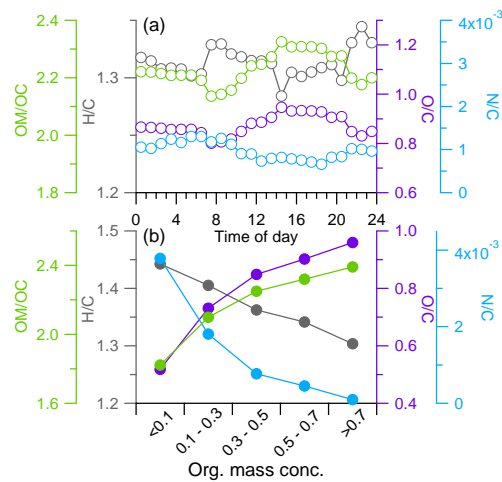 (a)
2.4
2.2
2.0
1.8
OM/OC
1.3
1.2
H/C
1.2
1.0
0.8
0.6
O/C
4x10-3
3
2
1
0
N/C
0 4 8 12 16 20 24
Time of day
(b)
2.4
2.0
1.6
OM/OC
1.5
1.4
1.3
1.2
H/C
1.0
0.8
0.6
0.4
O/C
4x10-3
2
0
N/C
<0.1
0.1 - 0.3
0.3 - 0.5
0.5 - 0.7
>0.7
Org. mass conc.